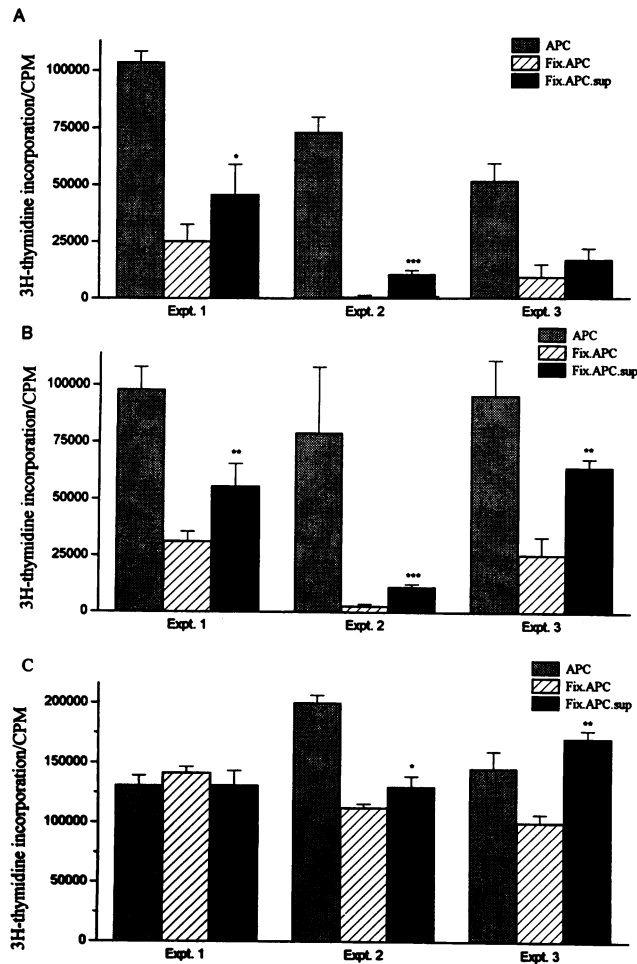 A
APC
Fix.APC
Fix.APC.sup
3H-thymidine incorporation/CPM
100000
75000
50000
25000
0
*
***
Expt. 1
Expt. 2
Expt. 3
B
APC
Fix.APC
Fix.APC.sup
3H-thymidine incorporation/CPM
100000
75000
50000
25000
0
**
***
**
Expt. 1
Expt. 2
Expt. 3
C
APC
Fix.APC
Fix.APC.sup
3H-thymidine incorporation/CPM
200000
150000
100000
50000
0
*
**
Expt. 1
Expt. 2
Expt. 3